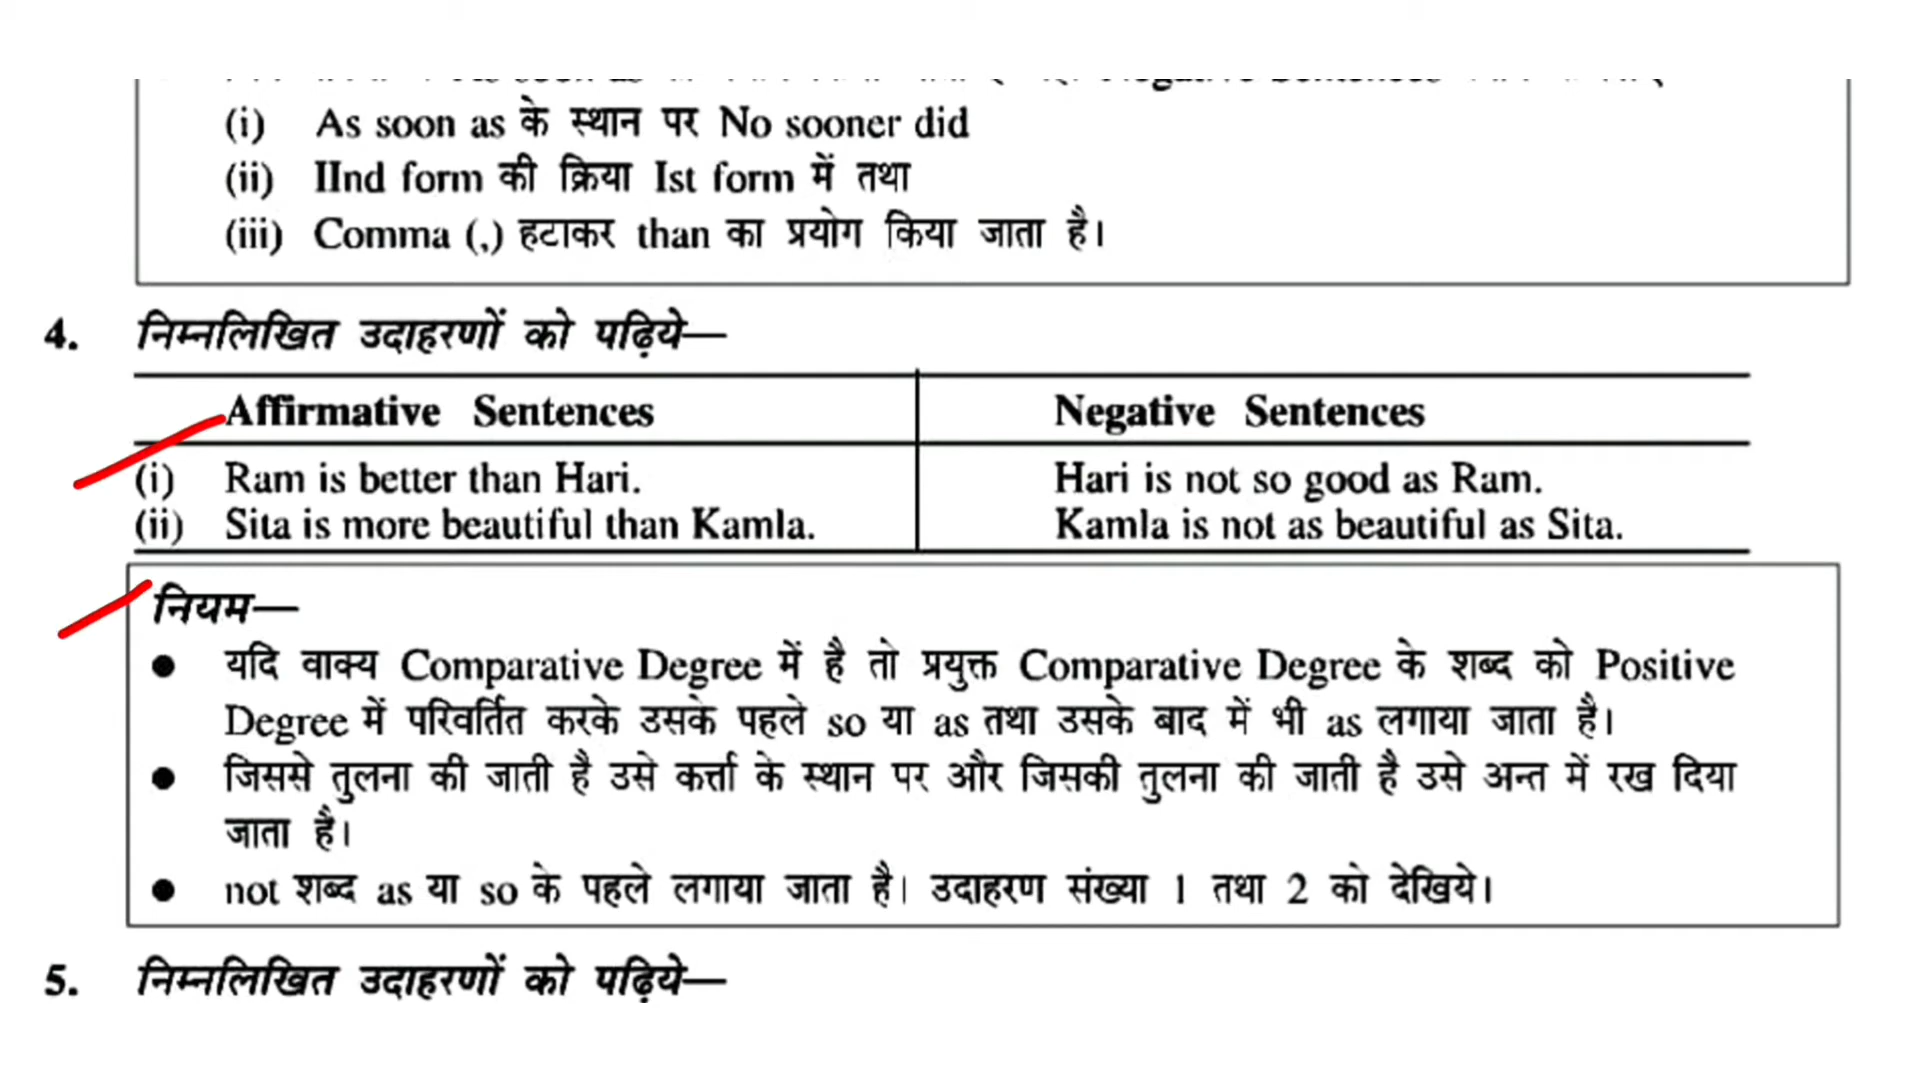 (i) As soon as के स्थान पर No sooner did
(ii) IInd form की क्रिया Ist form में तथा
(iii) Comma (,) हटाकर than का प्रयोग किया जाता है।
4. निम्नलिखित उदाहरणों को पढ़िये—
Affirmative Sentences Negative Sentences
(i) Ram is better than Hari. Hari is not so good as Ram.
(ii) Sita is more beautiful than Kamla. Kamla is not as beautiful as Sita.
नियम—
● यदि वाक्य Comparative Degree में है तो प्रयुक्त Comparative Degree के शब्द को Positive
Degree में परिवर्तित करके उसके पहले so या as तथा उसके बाद में भी as लगाया जाता है।
● जिससे तुलना की जाती है उसे कर्त्ता के स्थान पर और जिसकी तुलना की जाती है उसे अन्त में रख दिया
जाता है।
● not शब्द as या so के पहले लगाया जाता है। उदाहरण संख्या 1 तथा 2 को देखिये।
5. निम्नलिखित उदाहरणों को पढ़िये—